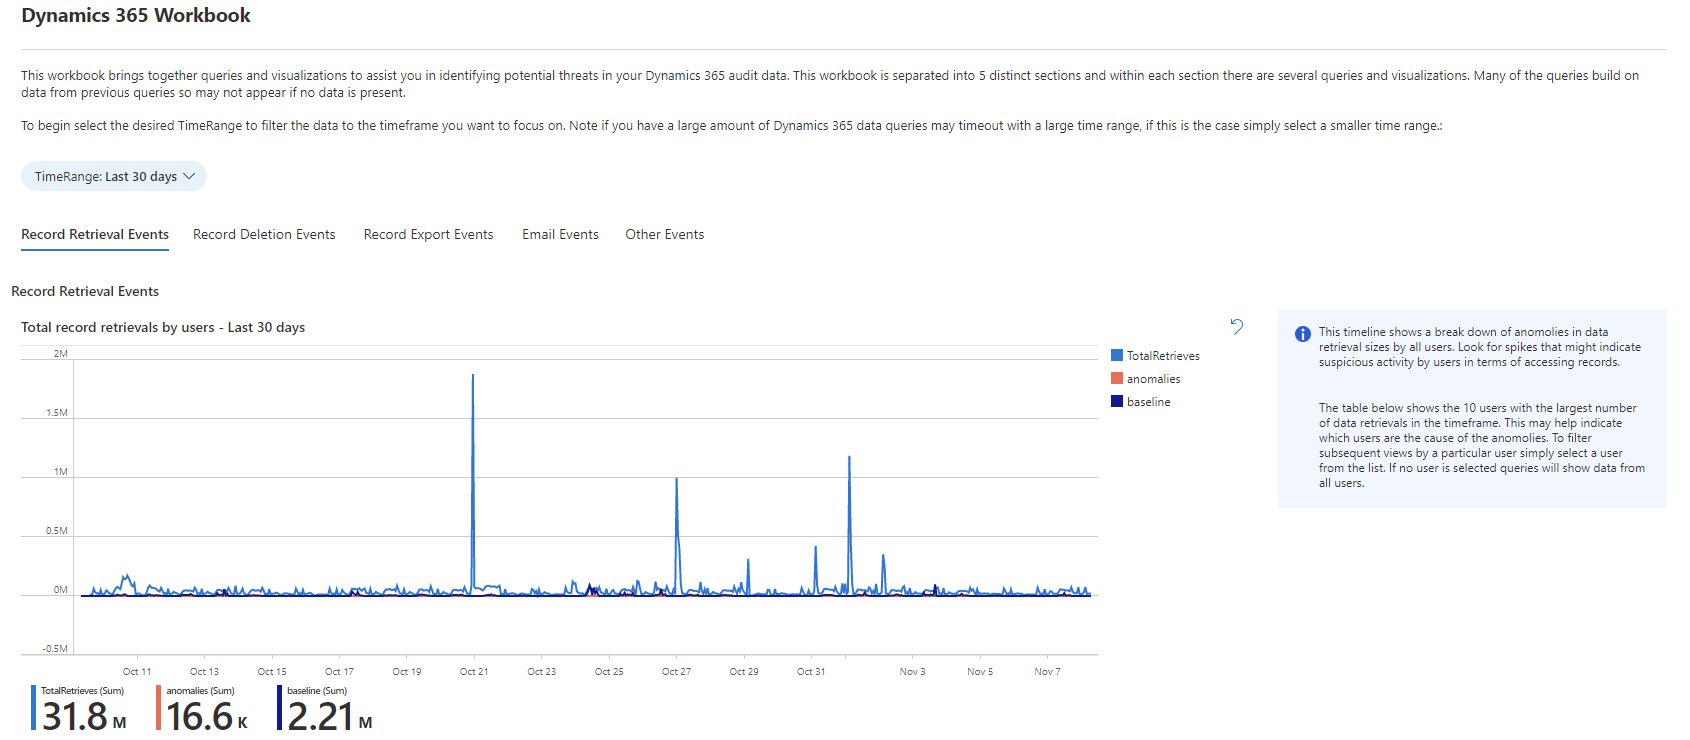 Dynamics 365 Workbook
This workbook brings together queries and visualizations to assist you in identifying potential threats in your Dynamics 365 audit data. This workbook is separated into 5 distinct sections and within each section there are several queries and visualizations. Many of the queries build on
data from previous queries so may not appear if no data is present.
To begin select the desired TimeRange to filter the data to the timeframe you want to focus on. Note if you have a large amount of Dynamics 365 data queries may timeout with a large time range, if this is the case simply select a smaller time range.:
TimeRange: Last 30 days
Record Retrieval Events Record Deletion Events Record Export Events Email Events Other Events
Record Retrieval Events
Total record retrievals by users - Last 30 days
2M
1.5M
1M
0.5M
0M
-0.5M
Oct 11 Oct 13 Oct 15 Oct 17 Oct 19 Oct 21 Oct 23 Oct 25 Oct 27 Oct 29 Oct 31 Nov 3 Nov 5 Nov 7
TotalRetrieves
anomalies
baseline
TotalRetrieves (Sum)
31.8 M
anomalies (Sum)
16.6 K
baseline (Sum)
2.21 M
This timeline shows a break down of anomolies in data
retrieval sizes by all users. Look for spikes that might indicate
suspicious activity by users in terms of accessing records.
The table below shows the 10 users with the largest number
of data retrievals in the timeframe. This may help indicate
which users are the cause of the anomolies. To filter
subsequent views by a particular user simply select a user
from the list. If no user is selected queries will show data from
all users.